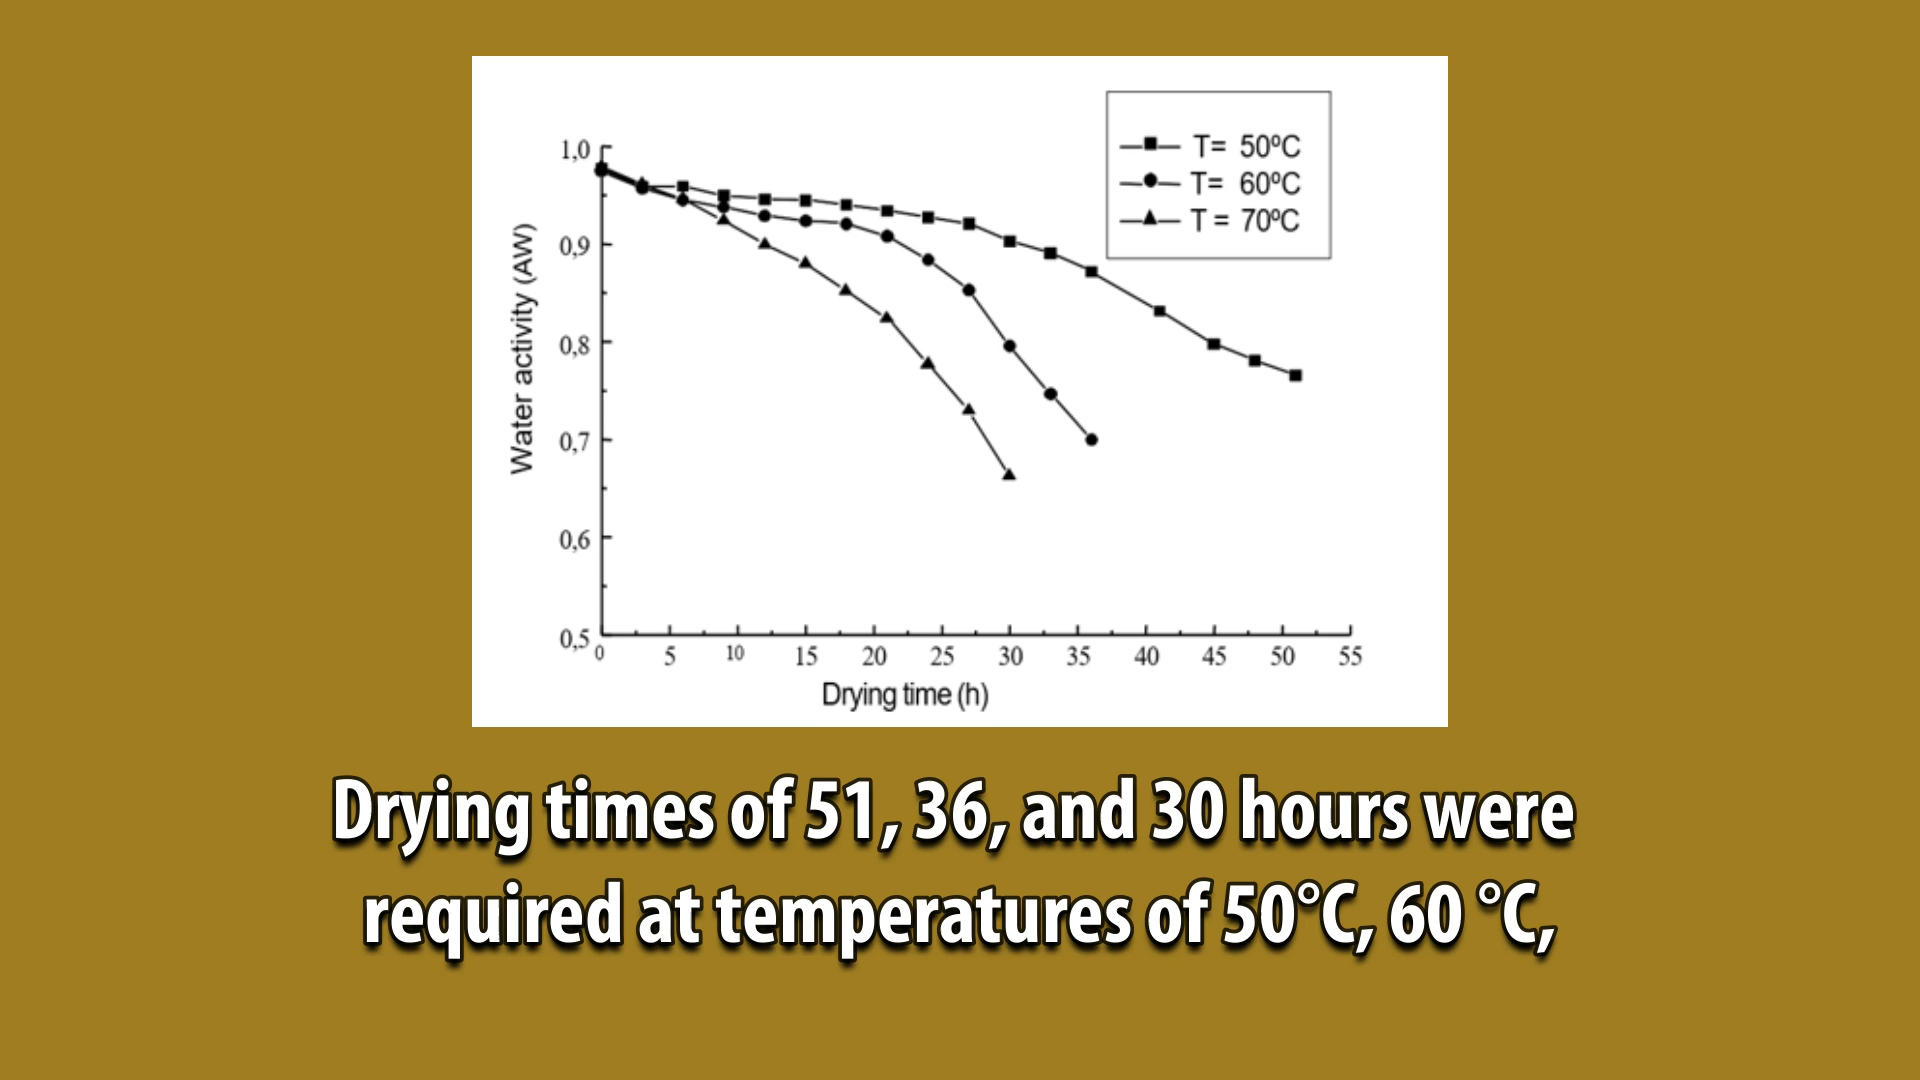 T= 50ºC
T= 60ºC
T = 70ºC
1,0
0,9
0,8
0,7
0,6
0,5
Water activity (AW)
0 5 10 15 20 25 30 35 40 45 50 55
Drying time (h)
Drying times of 51, 36, and 30 hours were
required at temperatures of 50°C, 60 °C,